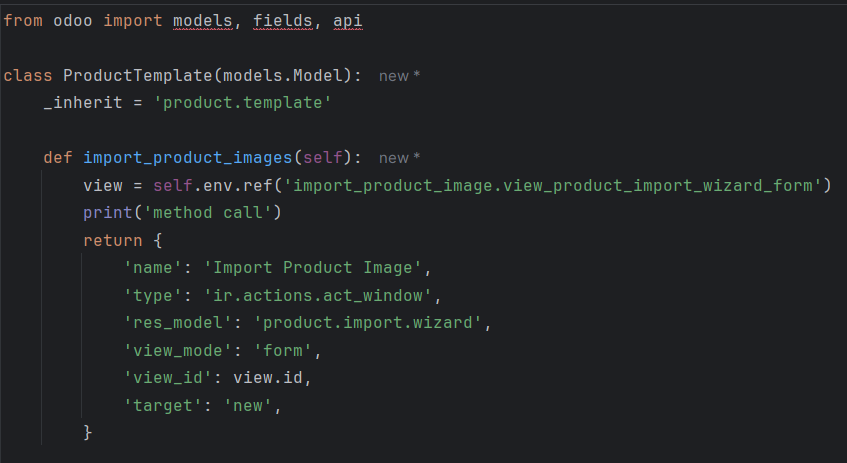 from odoo import models, fields, api
class ProductTemplate(models.Model): new *
_inherit = 'product.template'
def import_product_images(self): new *
view = self.env.ref('import_product_image.view_product_import_wizard_form')
print('method call')
return {
'name': 'Import Product Image',
'type': 'ir.actions.act_window',
'res_model': 'product.import.wizard',
'view_mode': 'form',
'view_id': view.id,
'target': 'new',
}